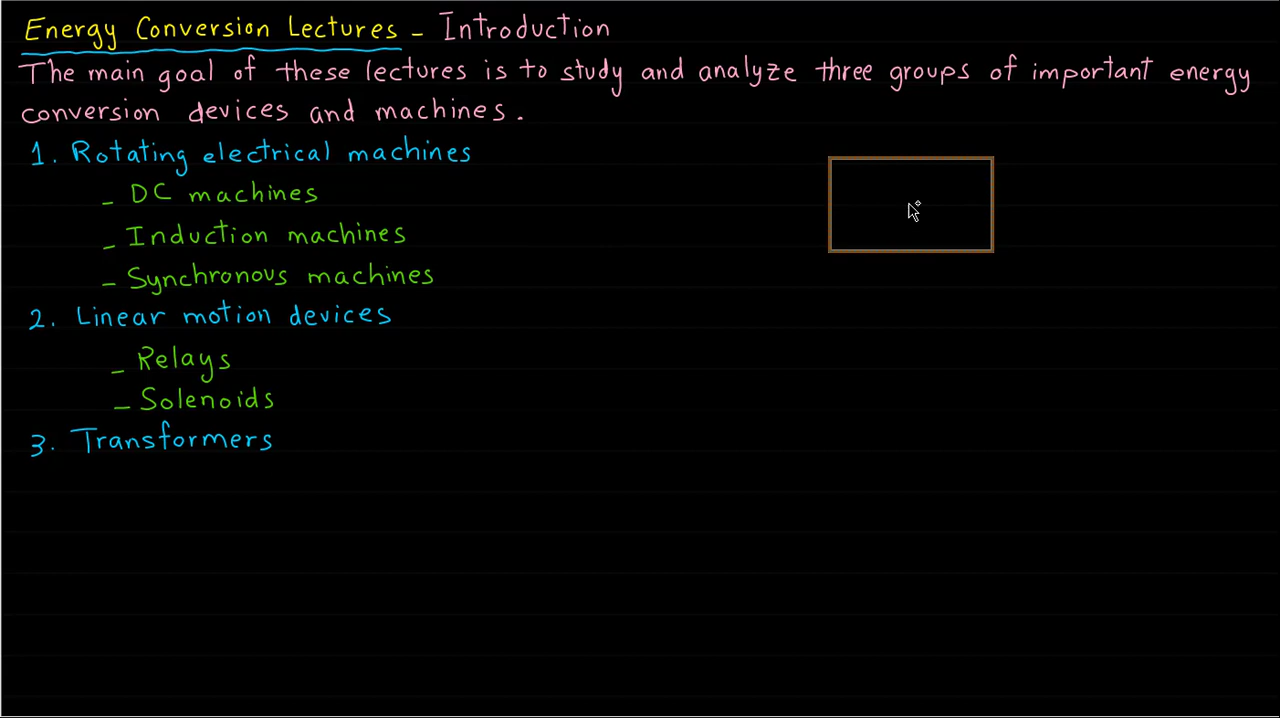 Energy Conversion Lectures - Introduction
The main goal of these lectures is to study and analyze three groups of important energy
conversion devices and machines.
1. Rotating electrical machines
- DC machines
- Induction machines
- Synchronous machines
2. Linear motion devices
- Relays
- Solenoids
3. Transformers